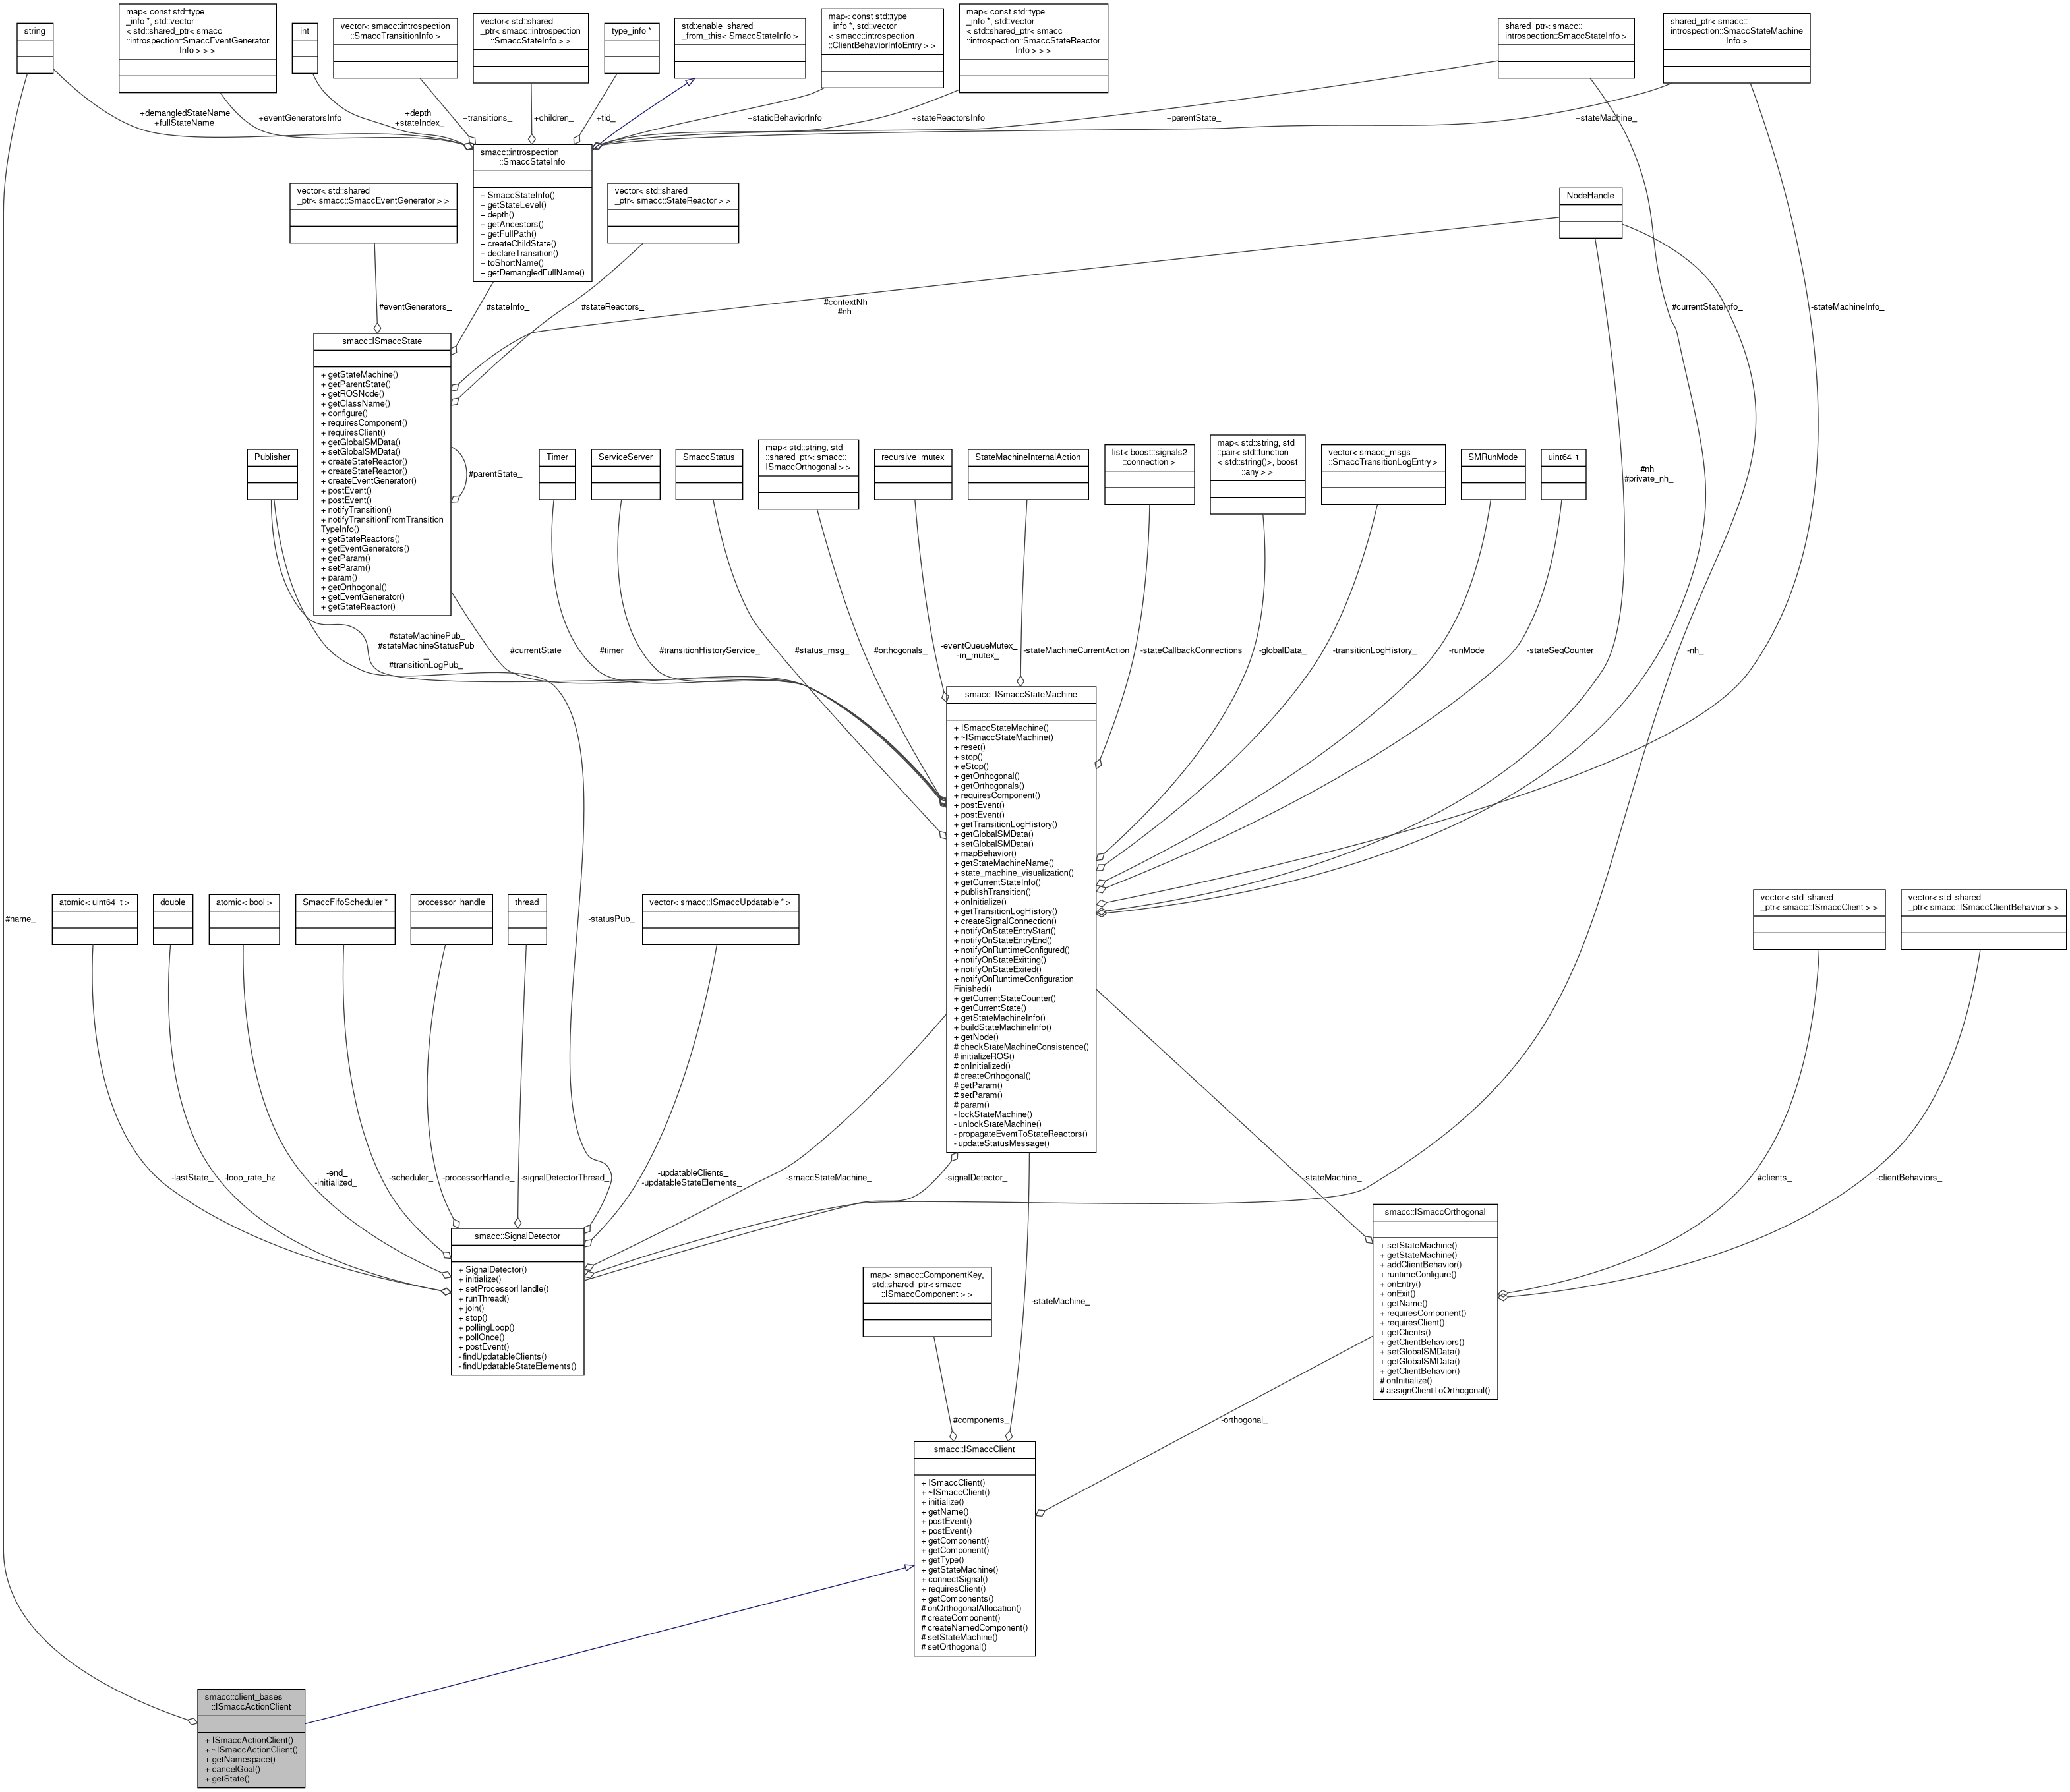 string
map< const std::type
_info *, std::vector
< std::shared_ptr< smacc
::introspection::SmaccEventGenerator
Info > > >
int
vector< smacc::introspection
::SmaccTransitionInfo >
vector< std::shared
_ptr< smacc::introspection
::SmaccStateInfo > >
type_info *
std::enable_shared
_from_this< SmaccStateInfo >
map< const std::type
_info *, std::vector
< smacc::introspection
::ClientBehaviorInfoEntry > >
map< const std::type
_info *, std::vector
< std::shared_ptr< smacc
::introspection::SmaccStateReactor
Info > > >
shared_ptr< smacc::
introspection::SmaccStateInfo >
shared_ptr< smacc::
introspection::SmaccStateMachine
Info >
+demangledStateName
+fullStateName
+eventGeneratorsInfo
+depth_
+stateIndex_
+transitions_
+children_
+tid_
+staticBehaviorInfo
+stateReactorsInfo
+parentState_
+stateMachine_
smacc::introspection
::SmaccStateInfo
+ SmaccStateInfo()
+ getStateLevel()
+ depth()
+ getAncestors()
+ getFullPath()
+ createChildState()
+ declareTransition()
+ toShortName()
+ getDemangledFullName()
vector< std::shared
_ptr< smacc::SmaccEventGenerator > >
vector< std::shared
_ptr< smacc::StateReactor > >
NodeHandle
#eventGenerators_
#stateInfo_
#stateReactors_
#contextNh
#nh
#currentStateInfo_
-stateMachineInfo_
smacc::ISmaccState
+ getStateMachine()
+ getParentState()
+ getROSNode()
+ getClassName()
+ configure()
+ requiresComponent()
+ requiresClient()
+ getGlobalSMData()
+ setGlobalSMData()
+ createStateReactor()
+ createStateReactor()
+ createEventGenerator()
+ postEvent()
+ postEvent()
+ notifyTransition()
+ notifyTransitionFromTransition
TypeInfo()
+ getStateReactors()
+ getEventGenerators()
+ getParam()
+ setParam()
+ param()
+ getOrthogonal()
+ getEventGenerator()
+ getStateReactor()
#parentState_
Publisher
Timer
ServiceServer
SmaccStatus
map< std::string, std
::shared_ptr< smacc::
ISmaccOrthogonal > >
recursive_mutex
StateMachineInternalAction
list< boost::signals2
::connection >
map< std::string, std
::pair< std::function
< std::string()>, boost
::any > >
vector< smacc_msgs
::SmaccTransitionLogEntry >
SMRunMode
uint64_t
#nh_
#private_nh_
#stateMachinePub_
#stateMachineStatusPub
_
#transitionLogPub_
#currentState_
#timer_
#transitionHistoryService_
#status_msg_
#orthogonals_
-eventQueueMutex_
-m_mutex_
-stateMachineCurrentAction
-stateCallbackConnections
-globalData_
-transitionLogHistory_
-runMode_
-stateSeqCounter_
-nh_
smacc::ISmaccStateMachine
+ ISmaccStateMachine()
+ ~ISmaccStateMachine()
+ reset()
+ stop()
+ eStop()
+ getOrthogonal()
+ getOrthogonals()
+ requiresComponent()
+ postEvent()
+ postEvent()
+ getTransitionLogHistory()
+ getGlobalSMData()
+ setGlobalSMData()
+ mapBehavior()
+ getStateMachineName()
+ state_machine_visualization()
+ getCurrentStateInfo()
+ publishTransition()
+ onInitialize()
+ getTransitionLogHistory()
+ createSignalConnection()
+ notifyOnStateEntryStart()
+ notifyOnStateEntryEnd()
+ notifyOnRuntimeConfigured()
+ notifyOnStateExitting()
+ notifyOnStateExited()
+ notifyOnRuntimeConfiguration
Finished()
+ getCurrentStateCounter()
+ getCurrentState()
+ getStateMachineInfo()
+ buildStateMachineInfo()
+ getNode()
# checkStateMachineConsistence()
# initializeROS()
# onInitialized()
# createOrthogonal()
# getParam()
# setParam()
# param()
- lockStateMachine()
- unlockStateMachine()
- propagateEventToStateReactors()
- updateStatusMessage()
#name_
atomic< uint64_t >
double
atomic< bool >
SmaccFifoScheduler *
processor_handle
thread
-statusPub_
vector< smacc::ISmaccUpdatable * >
vector< std::shared
_ptr< smacc::ISmaccClient > >
vector< std::shared
_ptr< smacc::ISmaccClientBehavior > >
-lastState_
-loop_rate_hz
-end_
-initialized_
-scheduler_
-processorHandle_
-signalDetectorThread_
-updatableClients_
-updatableStateElements_
-smaccStateMachine_
-signalDetector_
-stateMachine_
#clients_
-clientBehaviors_
smacc::SignalDetector
+ SignalDetector()
+ initialize()
+ setProcessorHandle()
+ runThread()
+ join()
+ stop()
+ pollingLoop()
+ pollOnce()
+ postEvent()
- findUpdatableClients()
- findUpdatableStateElements()
smacc::ISmaccOrthogonal
+ setStateMachine()
+ getStateMachine()
+ addClientBehavior()
+ runtimeConfigure()
+ onEntry()
+ onExit()
+ getName()
+ requiresComponent()
+ requiresClient()
+ getClients()
+ getClientBehaviors()
+ setGlobalSMData()
+ getGlobalSMData()
+ getClientBehavior()
# onInitialize()
# assignClientToOrthogonal()
map< smacc::ComponentKey,
std::shared_ptr< smacc
::ISmaccComponent > >
-stateMachine_
#components_
-orthogonal_
smacc::ISmaccClient
+ ISmaccClient()
+ ~ISmaccClient()
+ initialize()
+ getName()
+ postEvent()
+ postEvent()
+ getComponent()
+ getComponent()
+ getType()
+ getStateMachine()
+ connectSignal()
+ requiresClient()
+ getComponents()
# onOrthogonalAllocation()
# createComponent()
# createNamedComponent()
# setStateMachine()
# setOrthogonal()
smacc::client_bases
::ISmaccActionClient
+ ISmaccActionClient()
+ ~ISmaccActionClient()
+ getNamespace()
+ cancelGoal()
+ getState()